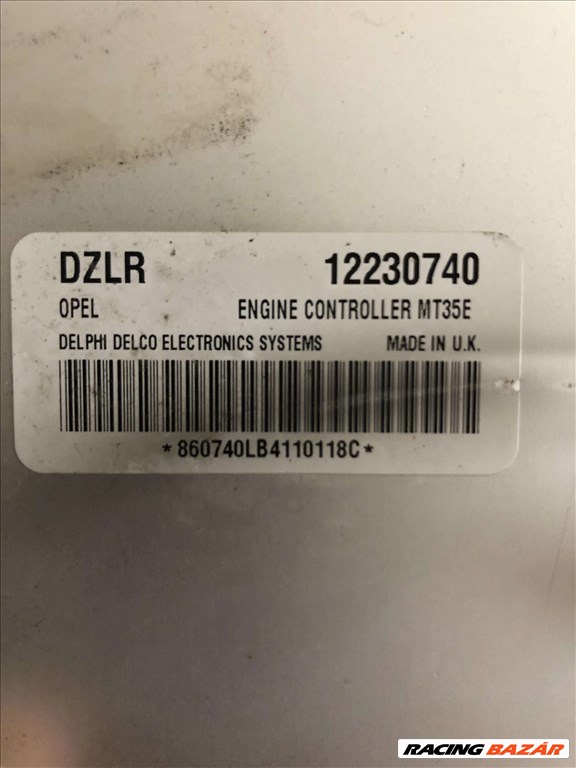 DZLR 12230740
OPEL ENGINE CONTROLLER MT35E
DELPHI DELCO ELECTRONICS SYSTEMS MADE IN U.K.
*860740LB4110118C*
RACING BAZÁR